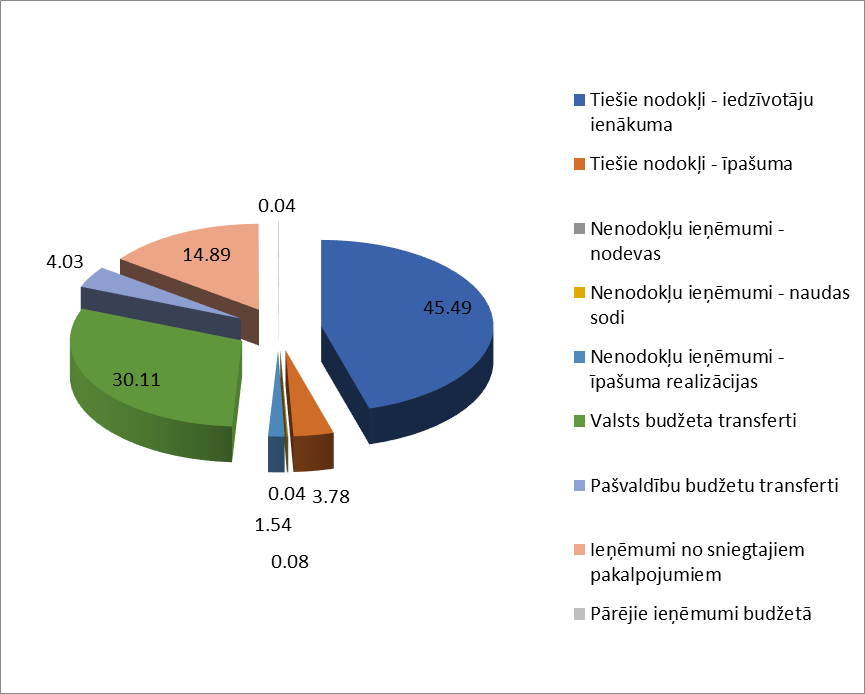 0.04
14.89
4.03
45.49
30.11
0.04
3.78
1.54
0.08
Tiešie nodokļi - iedzīvotāju
ienākuma
Tiešie nodokļi - īpašuma
Nenodokļu ieņēmumi -
nodevas
Nenodokļu ieņēmumi - naudas
sodi
Nenodokļu ieņēmumi -
īpašuma realizācijas
Valsts budžeta transferti
Pašvaldību budžetu transferti
Ieņēmumi no sniegtajiem
pakalpojumiem
Pārējie ieņēmumi budžetā